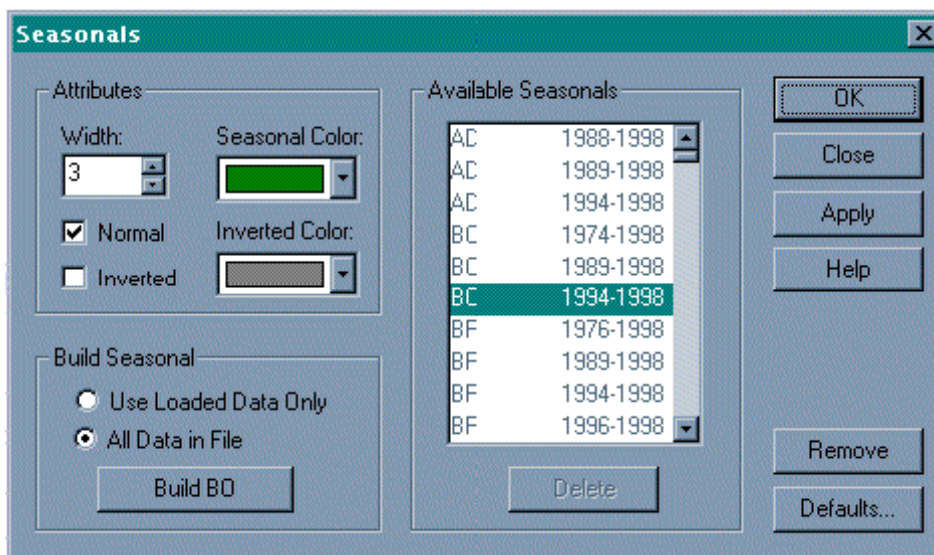 Seasonals
Attributes
Width:
Seasonal Color:
3
Normal
Inverted Color:
Inverted
Build Seasonal
Use Loaded Data Only
All Data in File
Build BO
Available Seasonals
AD 1988-1998
AD 1989-1998
AD 1994-1998
BC 1974-1998
BC 1989-1998
BC 1994-1998
BF 1976-1998
BF 1989-1998
BF 1994-1998
BF 1996-1998
Delete
OK
Close
Apply
Help
Remove
Defaults...